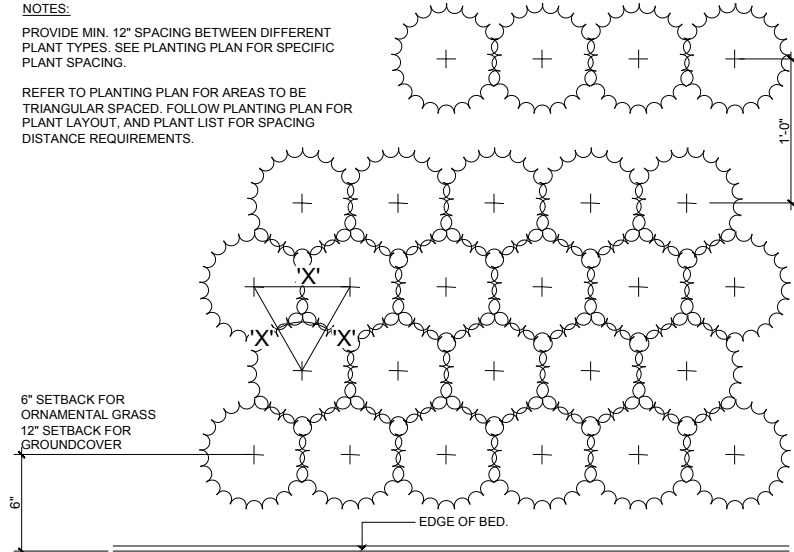 NOTES:
PROVIDE MIN. 12" SPACING BETWEEN DIFFERENT
PLANT TYPES. SEE PLANTING PLAN FOR SPECIFIC
PLANT SPACING.
REFER TO PLANTING PLAN FOR AREAS TO BE
TRIANGULAR SPACED. FOLLOW PLANTING PLAN FOR
PLANT LAYOUT, AND PLANT LIST FOR SPACING
DISTANCE REQUIREMENTS.
1'-0"
'X'
'X'
'X'
6" SETBACK FOR
ORNAMENTAL GRASS
12" SETBACK FOR
GROUNDCOVER
6"
EDGE OF BED.